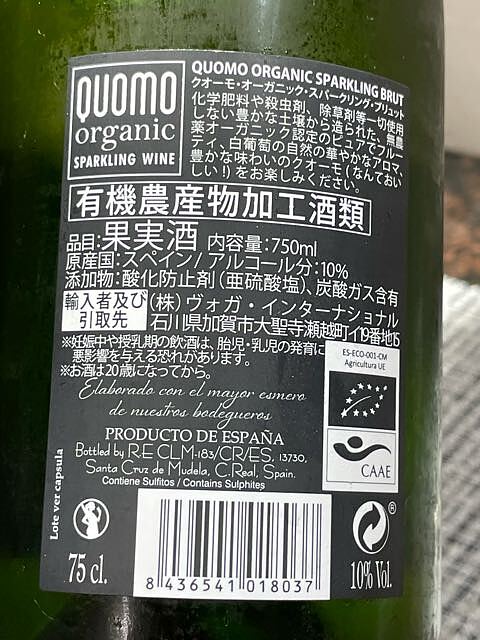 QUOMO
organic
SPARKLING WINE
QUOMO ORGANIC SPARKLING BRUT
クオーモ・オーガニック・スパークリング・ブリュット
化学肥料や殺虫剤、除草剤等一切使用
しない豊かな土壌から造られた、無農
薬オーガニック認定のピュアでフルー
ティ、白葡萄の自然の華やかなアロマ、
豊かな味わいのクオーモ(なんておい
しい!)をお楽しみください。
有機農産物加工酒類
品目:果実酒 内容量:750ml
原産国:スペイン/アルコール分:10%
添加物:酸化防止剤(亜硫酸塩)、炭酸ガス含有
輸入者及び
引取先
(株)ヴォガ・インターナショナル
石川県加賀市大聖寺瀬越町イ19番地15
※妊娠中や授乳期の飲酒は、胎児・乳児の発育に
悪影響を与える恐れがあります。
※お酒は20歳になってから。
Elaborado con el mayor esmero
de nuestros bodegueros
PRODUCTO DE ESPAÑA
Bottled by R.E CLM-183/CR/ES. 13730,
Santa Cruz de Mudela, C.Real, Spain.
Contiene Sulfitos / Contains Sulphites
ES-ECO-001-CM
Agricultura UE
CAAE
Lote ver capsula
75 cl.
8 436541 018037
®
10% Vol.